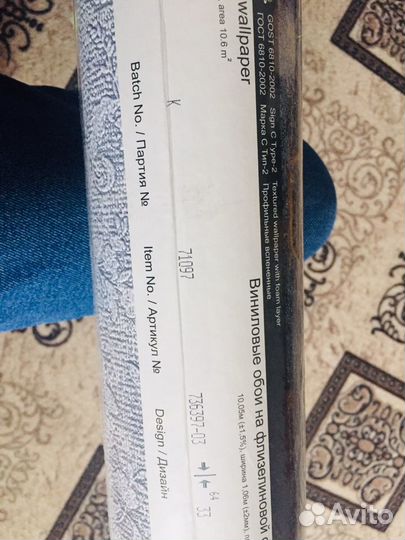 GOST 6810-2002 Sign C Type-2 Textured wallpaper with foam layer
ГОСТ 6810-2002 Марка С Тип-2 Профильные вспененные
wallpaper
area 10,6 m²
Виниловые обои на флизелиновой
10,05м (±1,5%), ширина 1,06м (±2мм),
K 71097 736397-03 64 33
Batch No. / Партия № Item No. / Артикул № Design / Дизайн
Avito